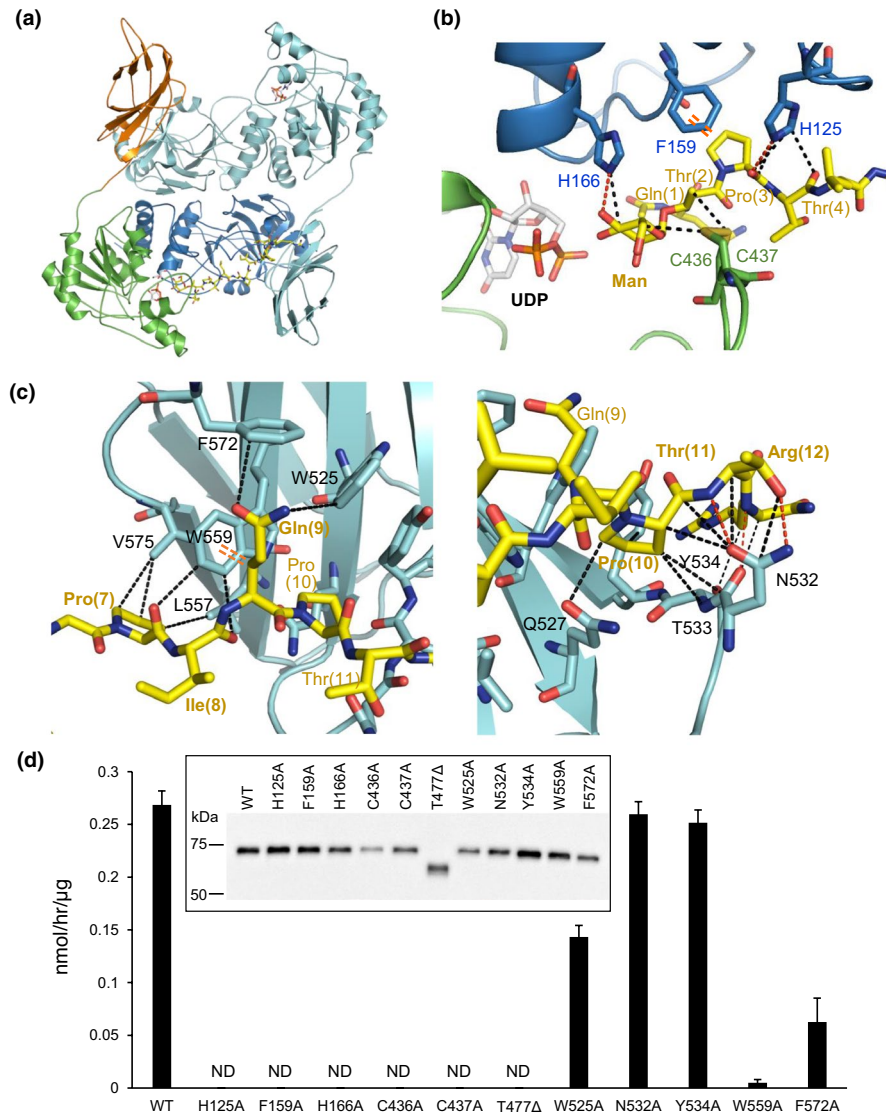 (a)
(b)
H125
F159
H166
Thr(2)
Gln(1)
Pro(3)
Thr(4)
C436
C437
Man
UDP
(c)
F572
W525
Gln(9)
V575
W559
Pro
(10)
L557
Pro(7)
Thr(11)
Ile(8)
Gln(9)
Thr(11)
Arg(12)
Pro(10)
Y534
N532
Q527
T533
(d)
0.3
0.25
0.2
0.15
0.1
0.05
0
nmol/hr/µg
WT H125A F159A H166A C436A C437A T477Δ W525A N532A Y534A W559A F572A
kDa
75
50
ND ND ND ND ND ND
WT H125A F159A H166A C436A C437A T477Δ W525A N532A Y534A W559A F572A